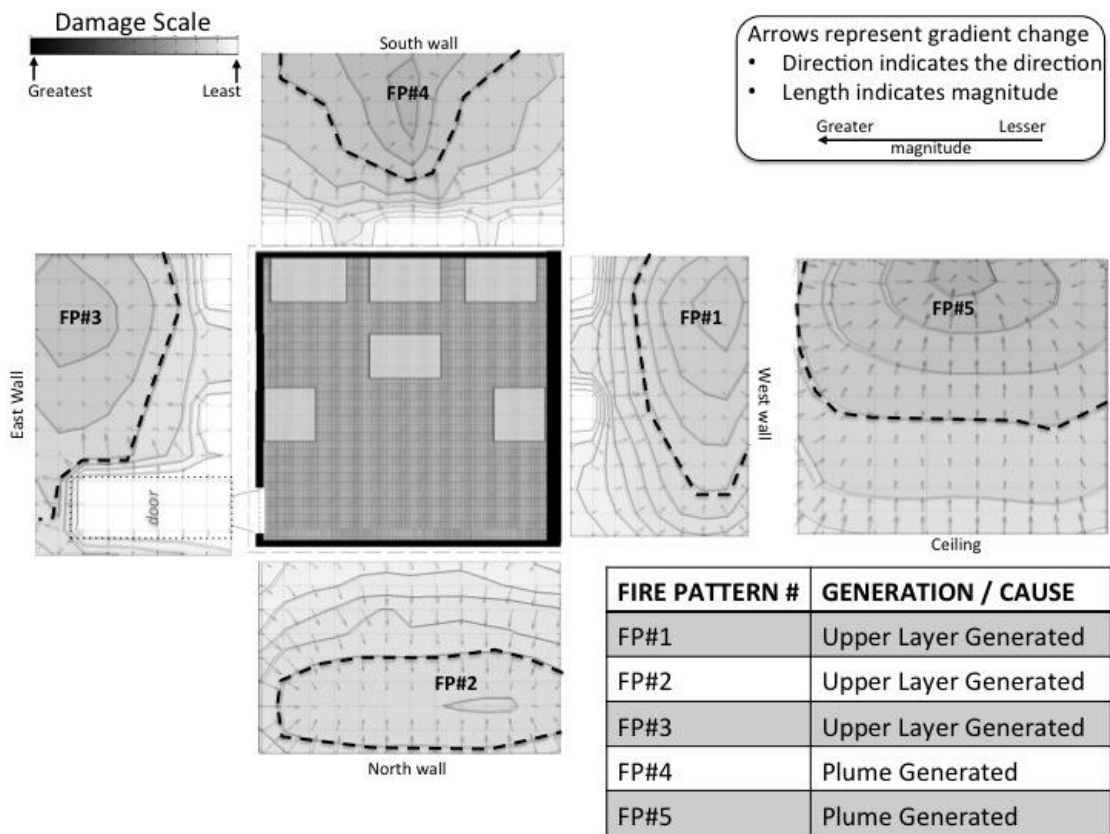 Damage Scale
Greatest
Least
South wall
FP#4
Arrows represent gradient change
• Direction indicates the direction
• Length indicates magnitude
Greater
Lesser
magnitude
East Wall
FP#3
door
FP#1
West wall
FP#5
Ceiling
FP#2
North wall
FIRE PATTERN # GENERATION / CAUSE
FP#1 Upper Layer Generated
FP#2 Upper Layer Generated
FP#3 Upper Layer Generated
FP#4 Plume Generated
FP#5 Plume Generated